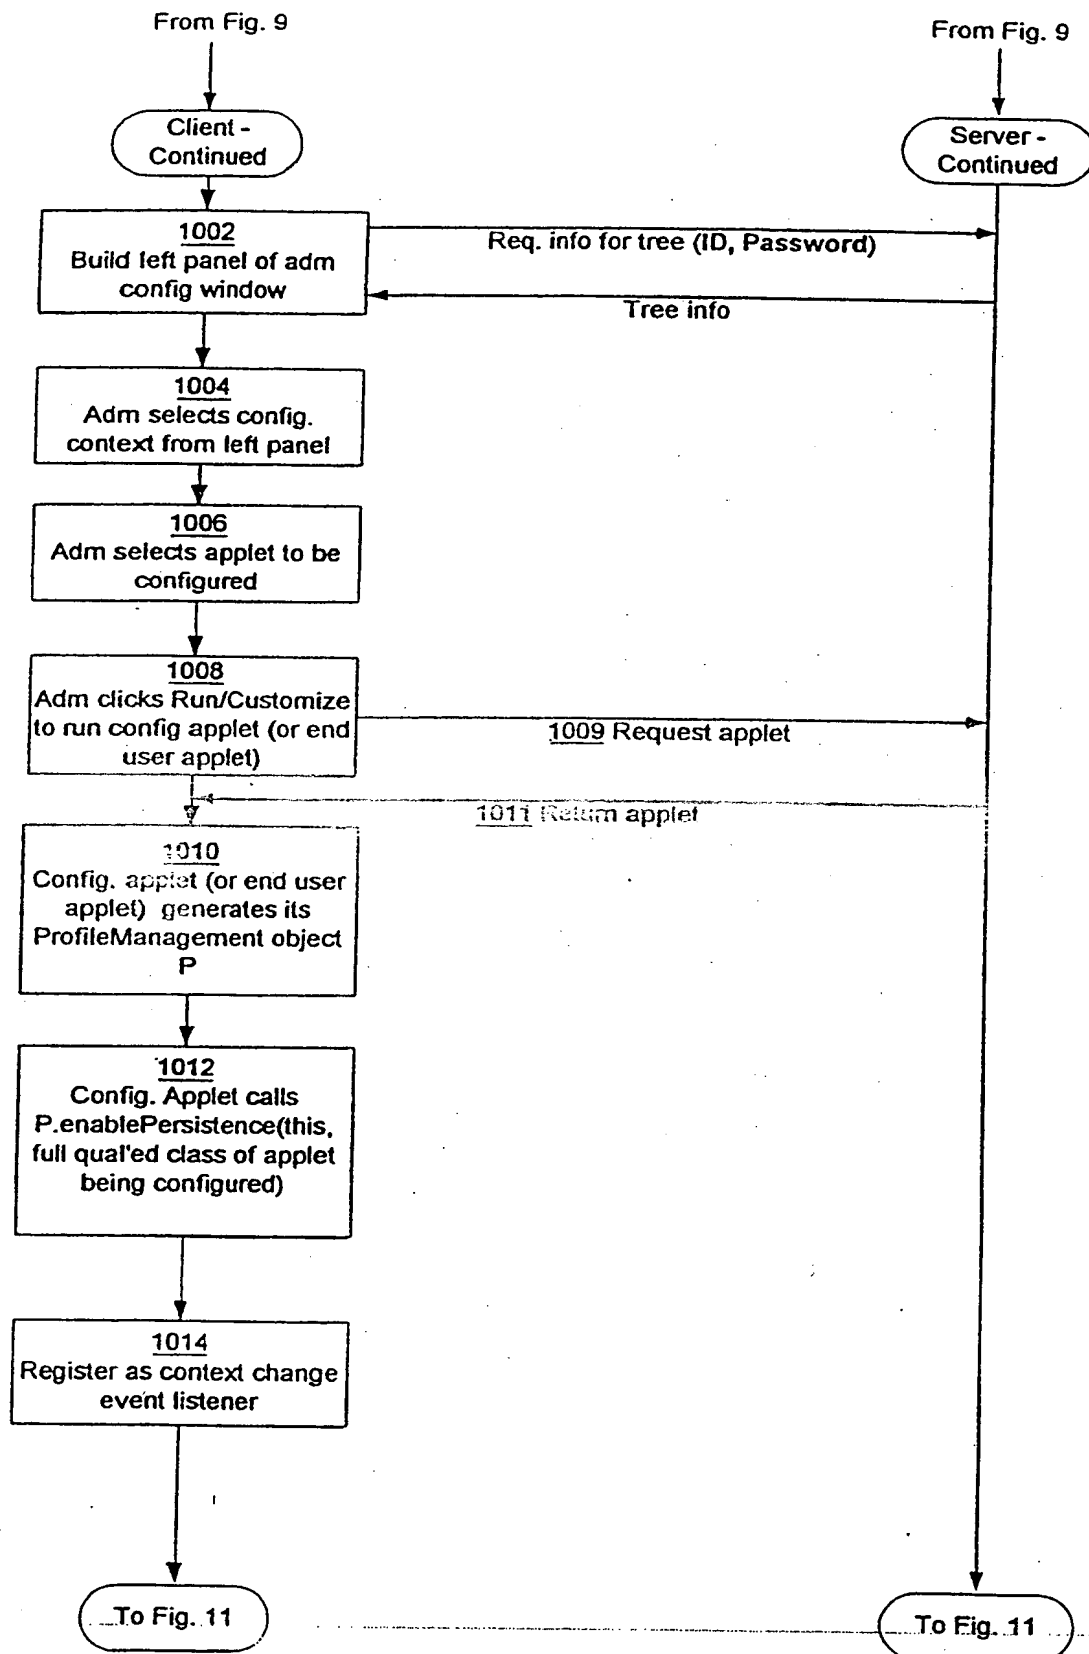 From Fig. 9
From Fig. 9
Client -
Continued
Server -
Continued
1002
Build left panel of adm
config window
Req. info for tree (ID, Password)
Tree info
1004
Adm selects config.
context from left panel
1006
Adm selects applet to be
configured
1008
Adm clicks Run/Customize
to run config applet (or end
user applet)
1009 Request applet
1011 Return applet
1010
Config. applet (or end user
applet) generates its
ProfileManagement object
P
1012
Config. Applet calls
P.enablePersistence(this,
full qual'ed class of applet
being configured)
1014
Register as context change
event listener
To Fig. 11
To Fig. 11